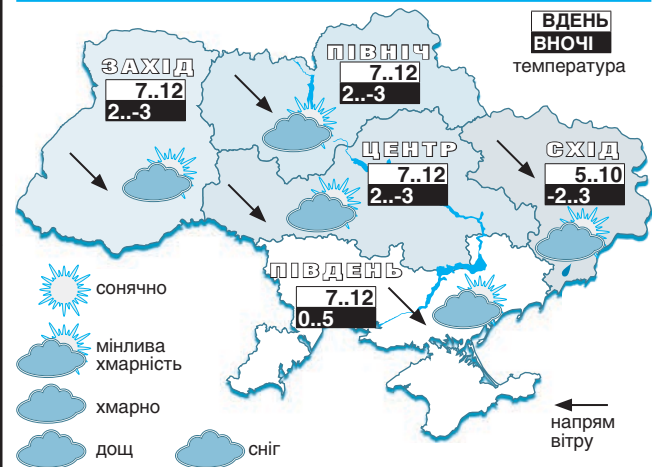 ВДЕНЬ
ВНОЧІ
температура
ЗАХІД
7..12
2..-3
ПІВНІЧ
7..12
2..-3
ЦЕНТР
7..12
2..-3
СХІД
5..10
-2..3
ПІВДЕНЬ
7..12
0..5
сонячно
мінлива
хмарність
хмарно
дощ
сніг
напрям
вітру